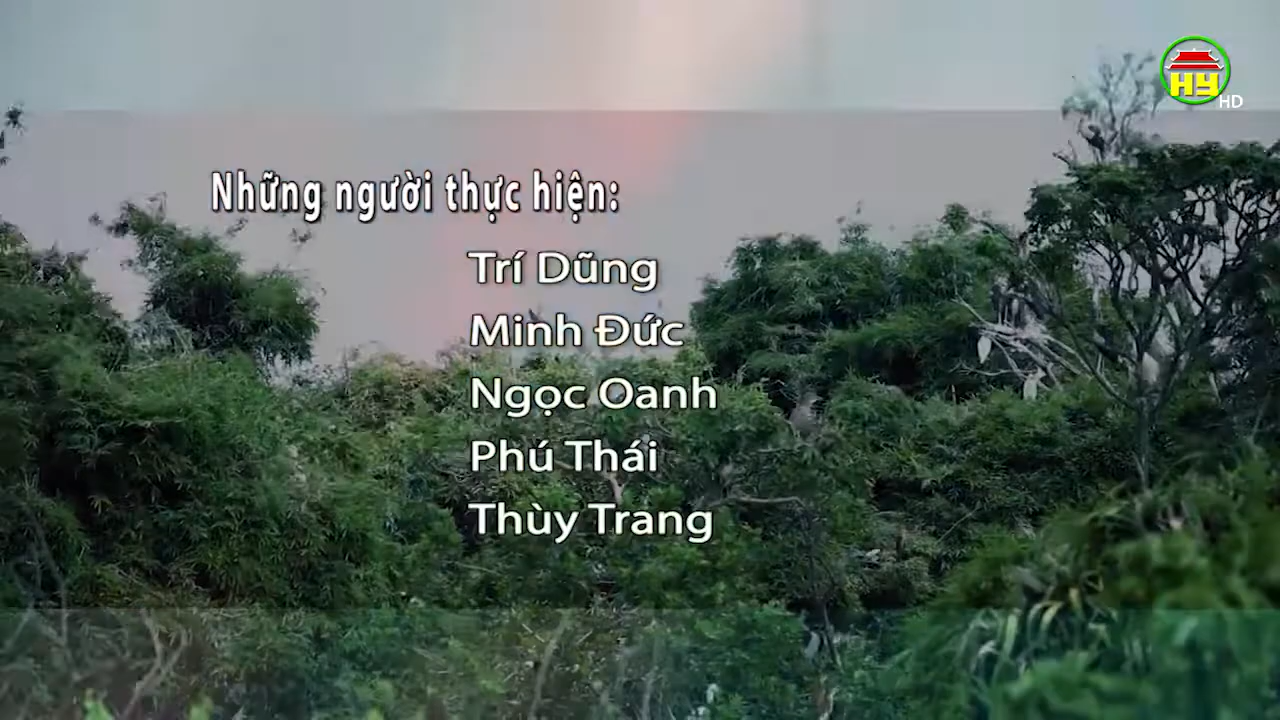 HY
HD
Những người thực hiện:
Trí Dũng
Minh Đức
Ngọc Oanh
Phú Thái
Thùy Trang